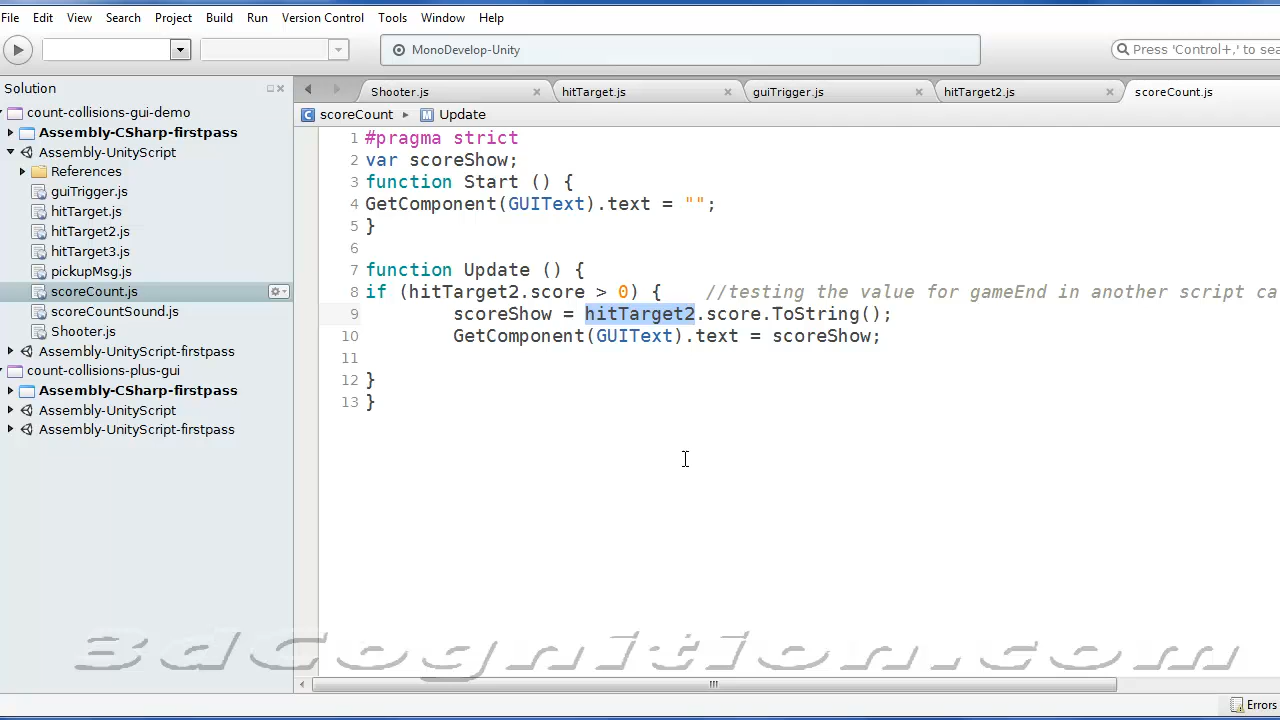 File Edit View Search Project Build Run Version Control Tools Window Help
MonoDevelop-Unity
Press 'Control+,' to sea
Solution
count-collisions-gui-demo
Assembly-CSharp-firstpass
Assembly-UnityScript
References
guiTrigger.js
hitTarget.js
hitTarget2.js
hitTarget3.js
pickupMsg.js
scoreCount.js
scoreCountSound.js
Shooter.js
Assembly-UnityScript-firstpass
count-collisions-plus-gui
Assembly-CSharp-firstpass
Assembly-UnityScript
Assembly-UnityScript-firstpass
Shooter.js hitTarget.js guiTrigger.js hitTarget2.js scoreCount.js
C scoreCount M Update
1 #pragma strict
2 var scoreShow;
3 function Start () {
4 GetComponent(GUIText).text = "";
5 }
6
7 function Update () {
8 if (hitTarget2.score > 0) { //testing the value for gameEnd in another script ca
9 scoreShow = hitTarget2.score.ToString();
10 GetComponent(GUIText).text = scoreShow;
11
12 }
13 }
3dCognition.com
Errors